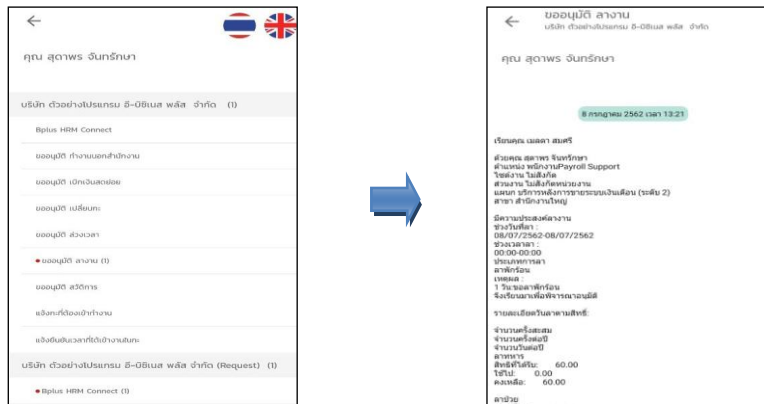 คุณ สุดาพร จันทรักษา
บริษัท ตัวอย่างโปรแกรม อี-บิซิเนส พลัส จำกัด (1)
Bplus HRM Connect
ขออนุมัติ ทำงานนอกสำนักงาน
ขออนุมัติ เบิกเงินสดย่อย
ขออนุมัติ เปลี่ยนกะ
ขออนุมัติ ล่วงเวลา
ขออนุมัติ ลางาน (1)
ขออนุมัติ สวัสดิการ
แจ้งกะที่ต้องเข้าทำงาน
แจ้งยืนยันเวลาที่ได้เข้างานในกะ
บริษัท ตัวอย่างโปรแกรม อี-บิซิเนส พลัส จำกัด (Request) (1)
Bplus HRM Connect (1)
ขออนุมัติ ลางาน
บริษัท ตัวอย่างโปรแกรม อี-บิซิเนส พลัส จำกัด
คุณ สุดาพร จันทรักษา
8 กรกฎาคม 2562 เวลา 13:21
เรียนคุณ เมลดา สมศรี
ด้วยคุณ สุดาพร จันทรักษา
ตำแหน่ง พนักงานPayroll Support
ไซต์งาน ไม่สังกัด
ส่วนงาน ไม่สังกัดหน่วยงาน
แผนก บริการหลังการขายระบบเงินเดือน (ระดับ 2)
สาขา สำนักงานใหญ่
มีความประสงค์ลางาน
ช่วงวันที่ลา :
08/07/2562-08/07/2562
ช่วงเวลาลา :
00:00-00:00
ประเภทการลา
ลาพักร้อน
เหตุผล :
1 วัน:ขอลาพักร้อน
จึงเรียนมาเพื่อพิจารณาอนุมัติ
รายละเอียดวันลาตามสิทธิ์:
จำนวนครั้งสะสม
จำนวนครั้งต่อปี
จำนวนวันต่อปี
ลาทหาร
สิทธิที่ได้รับ: 60.00
ใช้ไป: 0.00
คงเหลือ: 60.00
ลาป่วย